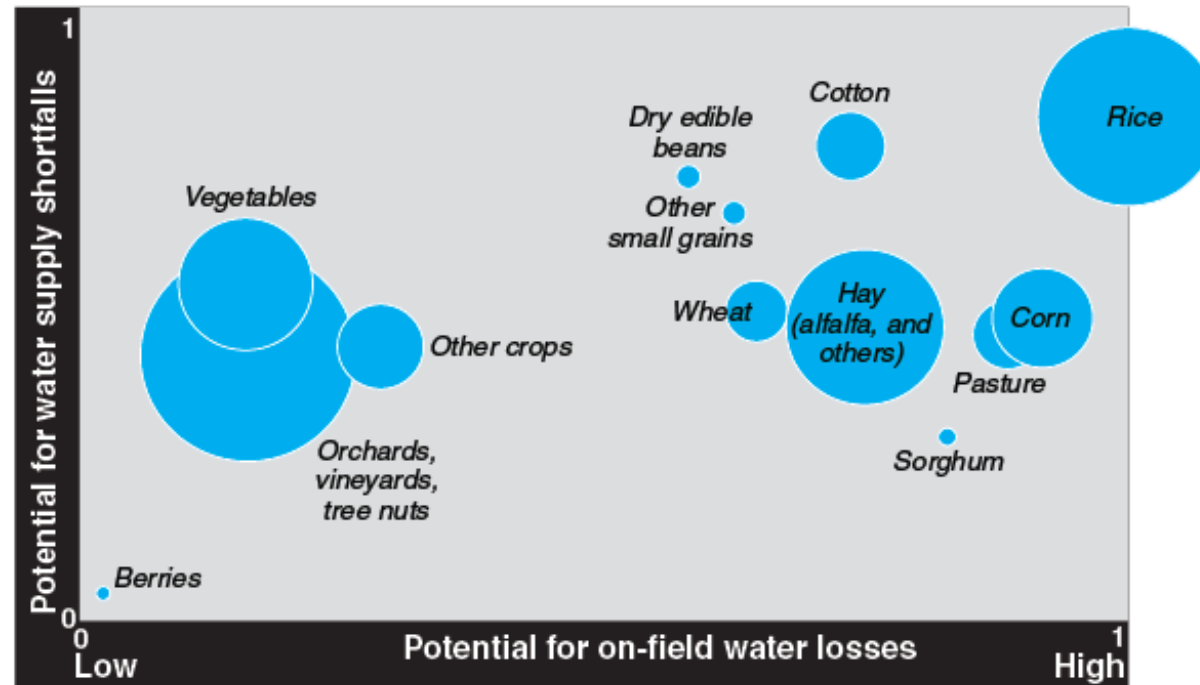 Potential for water supply shortfalls
1
0
Vegetables
Dry edible
beans
Cotton
Rice
Other
small grains
Wheat
Hay
(alfalfa, and
others)
Corn
Pasture
Other crops
Sorghum
Orchards,
vineyards,
tree nuts
Berries
0
Low
Potential for on-field water losses
1
High